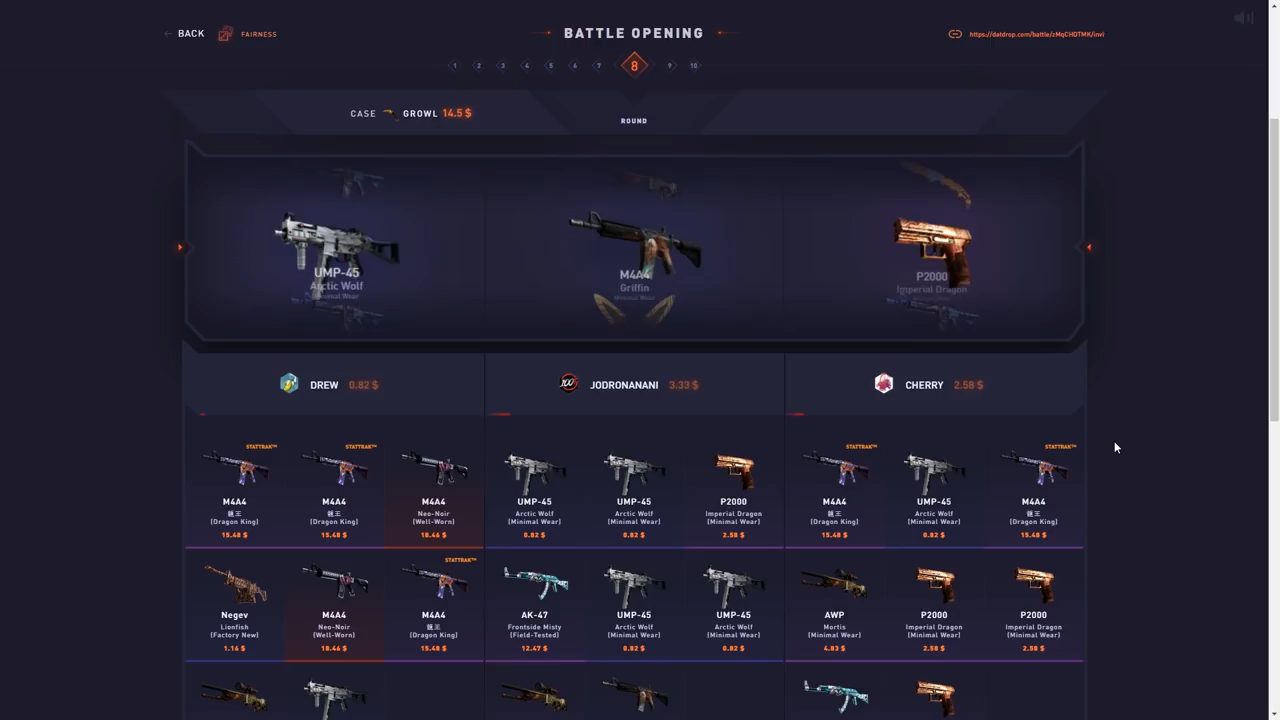 BACK
FAIRNESS
BATTLE OPENING
https://datdrop.com/battle/zMqCHDTMK/invi
1 2 3 4 5 6 7 8 9 10
CASE GROWL 14.5 $
ROUND
UMP-45
Arctic Wolf
Minimal Wear
M4A4
Griffin
Minimal Wear
P2000
Imperial Dragon
DREW 0.82 $
JODRONANANI 3.33 $
CHERRY 2.58 $
STATTRAK™
M4A4
龍王
(Dragon King)
15.48 $
STATTRAK™
M4A4
龍王
(Dragon King)
15.48 $
M4A4
Neo-Noir
(Well-Worn)
18.46 $
UMP-45
Arctic Wolf
(Minimal Wear)
0.82 $
UMP-45
Arctic Wolf
(Minimal Wear)
0.82 $
P2000
Imperial Dragon
(Minimal Wear)
2.58 $
STATTRAK™
M4A4
龍王
(Dragon King)
15.48 $
UMP-45
Arctic Wolf
(Minimal Wear)
0.82 $
STATTRAK™
M4A4
龍王
(Dragon King)
15.48 $
Negev
Lionfish
(Factory New)
1.16 $
M4A4
Neo-Noir
(Well-Worn)
18.46 $
STATTRAK™
M4A4
龍王
(Dragon King)
15.48 $
AK-47
Frontside Misty
(Field-Tested)
12.47 $
UMP-45
Arctic Wolf
(Minimal Wear)
0.82 $
UMP-45
Arctic Wolf
(Minimal Wear)
0.82 $
AWP
Mortis
(Minimal Wear)
4.83 $
P2000
Imperial Dragon
(Minimal Wear)
2.58 $
P2000
Imperial Dragon
(Minimal Wear)
2.58 $